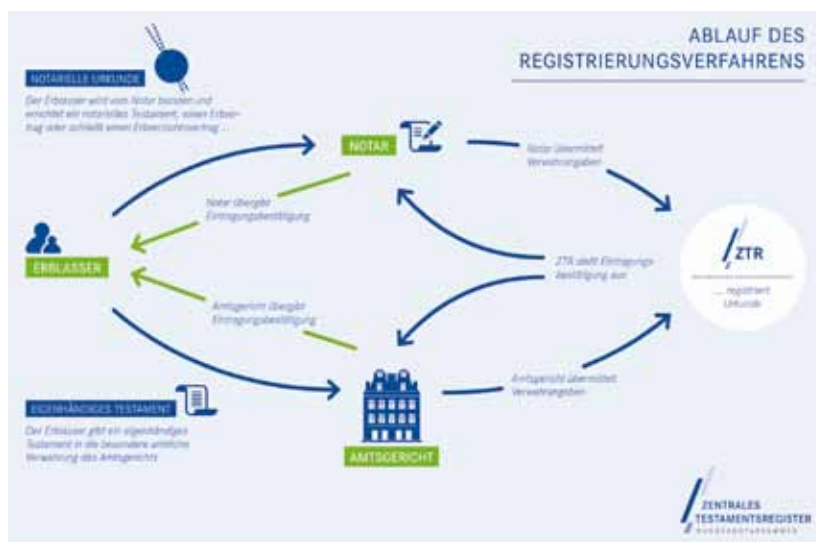 ABLAUF DES
REGISTRIERUNGSVERFAHRENS
NOTARIELLE URKUNDE
Der Erblasser wird vom Notar beraten und
errichtet ein notarielles Testament, einen Erbver-
trag oder schließt einen Erbverzichtsvertrag ...
NOTAR
Notar übermittelt
Verwahrangaben
Notar übergibt
Eintragungsbestätigung
ERBLASSER
ZTR stellt Eintragungs-
bestätigung aus
ZTR
... registriert
Urkunde
Amtsgericht übergibt
Eintragungsbestätigung
Amtsgericht übermittelt
Verwahrangaben
EIGENHÄNDIGES TESTAMENT
Der Erblasser gibt ein eigenhändiges
Testament in die besondere amtliche
Verwahrung des Amtsgerichts
AMTSGERICHT
ZENTRALES
TESTAMENTSREGISTER
BUNDESNOTARKAMMER